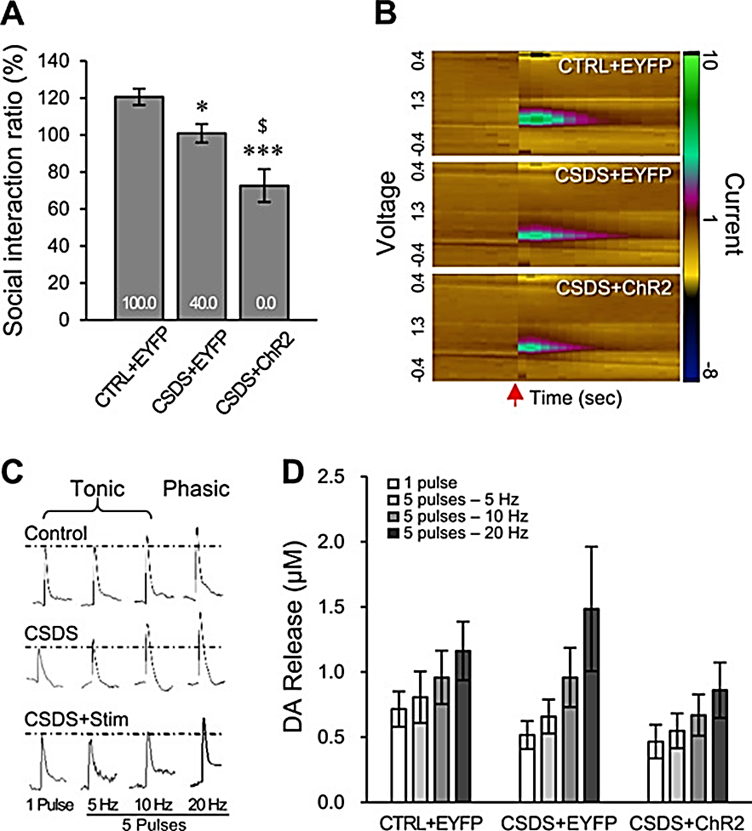 A
Social interaction ratio (%)
140
120
100
80
60
40
20
0
*
$
***
100.0
40.0
0.0
CTRL+EYFP
CSDS+EYFP
CSDS+ChR2
B
Voltage
0.4
1.3
-0.4
0.4
1.3
-0.4
0.4
1.3
-0.4
CTRL+EYFP
CSDS+EYFP
CSDS+ChR2
10
1
-8
Current
Time (sec)
C
Tonic Phasic
Control
CSDS
CSDS+Stim
1 Pulse 5 Hz 10 Hz 20 Hz
5 Pulses
D
DA Release (µM)
2.5
2.0
1.5
1.0
0.5
0.0
1 pulse
5 pulses – 5 Hz
5 pulses – 10 Hz
5 pulses – 20 Hz
CTRL+EYFP CSDS+EYFP CSDS+ChR2